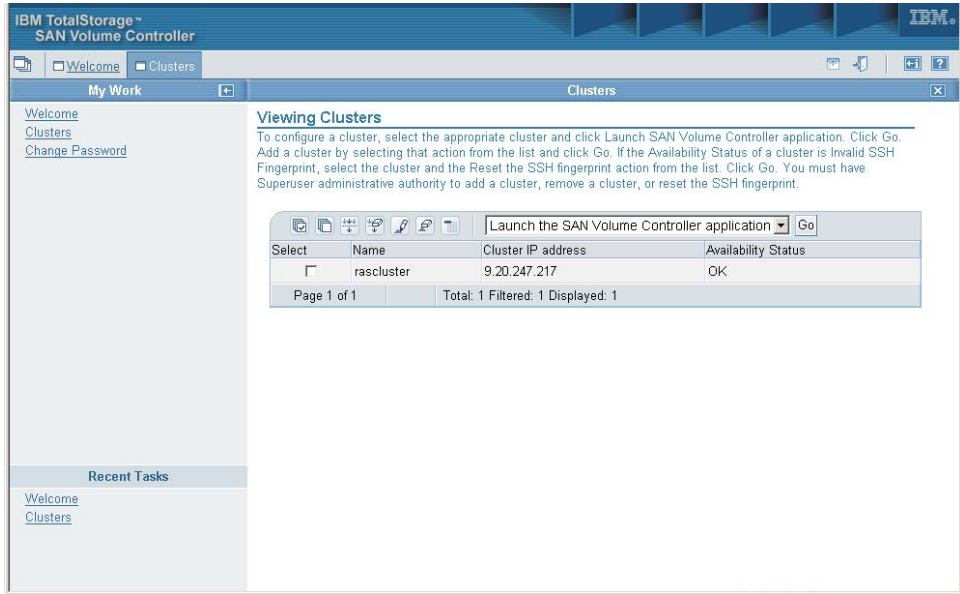 IBM TotalStorage™
SAN Volume Controller
IBM.
Welcome
Clusters
My Work
Clusters
Welcome
Clusters
Change Password
Viewing Clusters
To configure a cluster, select the appropriate cluster and click Launch SAN Volume Controller application. Click Go.
Add a cluster by selecting that action from the list and click Go. If the Availability Status of a cluster is Invalid SSH
Fingerprint, select the cluster and the Reset the SSH fingerprint action from the list. Click Go. You must have
Superuser administrative authority to add a cluster, remove a cluster, or reset the SSH fingerprint.
Launch the SAN Volume Controller application Go
Select Name Cluster IP address Availability Status
rascluster 9.20.247.217 OK
Page 1 of 1 Total: 1 Filtered: 1 Displayed: 1
Recent Tasks
Welcome
Clusters